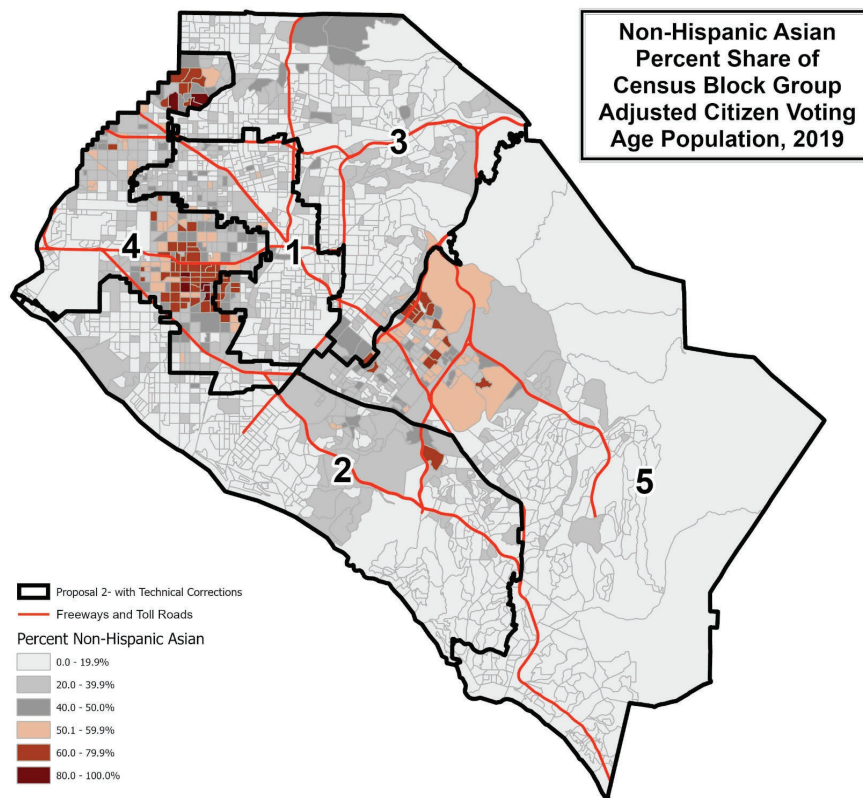 Non-Hispanic Asian
Percent Share of
Census Block Group
Adjusted Citizen Voting
Age Population, 2019
3
4
1
2
5
Proposal 2- with Technical Corrections
Freeways and Toll Roads
Percent Non-Hispanic Asian
0.0 - 19.9%
20.0 - 39.9%
40.0 - 50.0%
50.1 - 59.9%
60.0 - 79.9%
80.0 - 100.0%